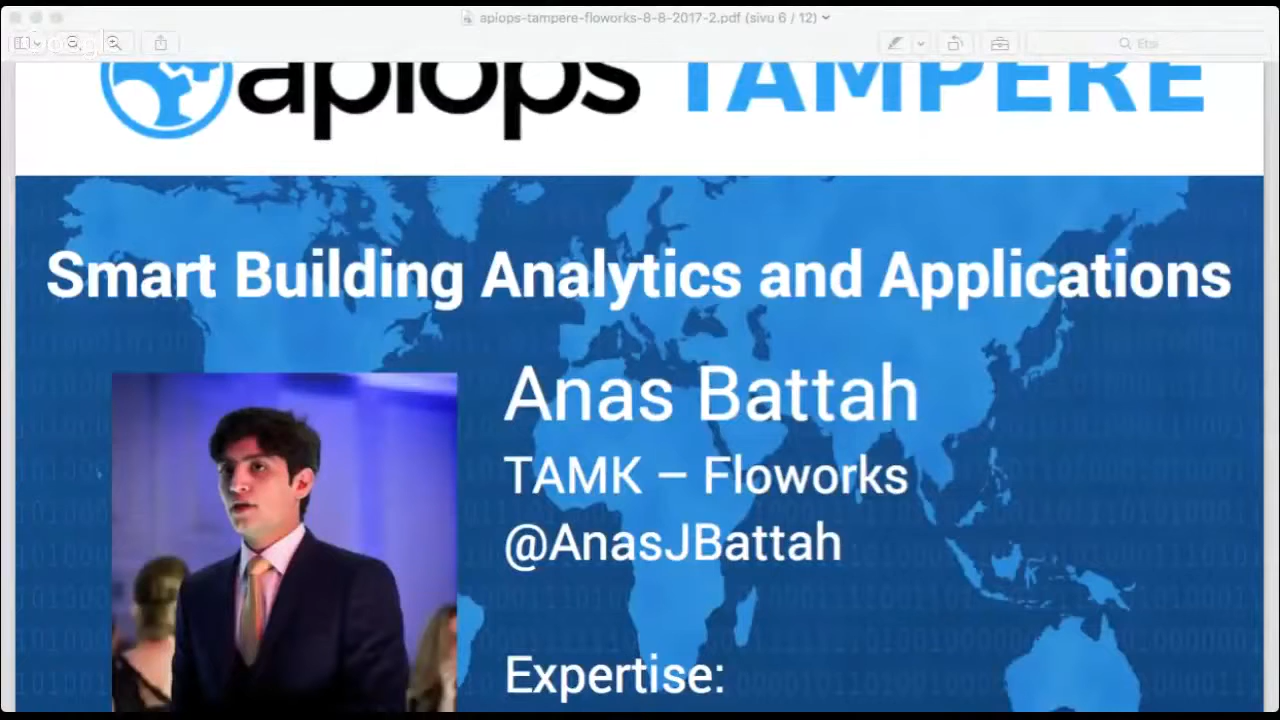 apiops-tampere-floworks-8-8-2017-2.pdf (sivu 6 / 12)
Etsi
apiops TAMPERE
Smart Building Analytics and Applications
Anas Battah
TAMK – Floworks
@AnasJBattah
Expertise: